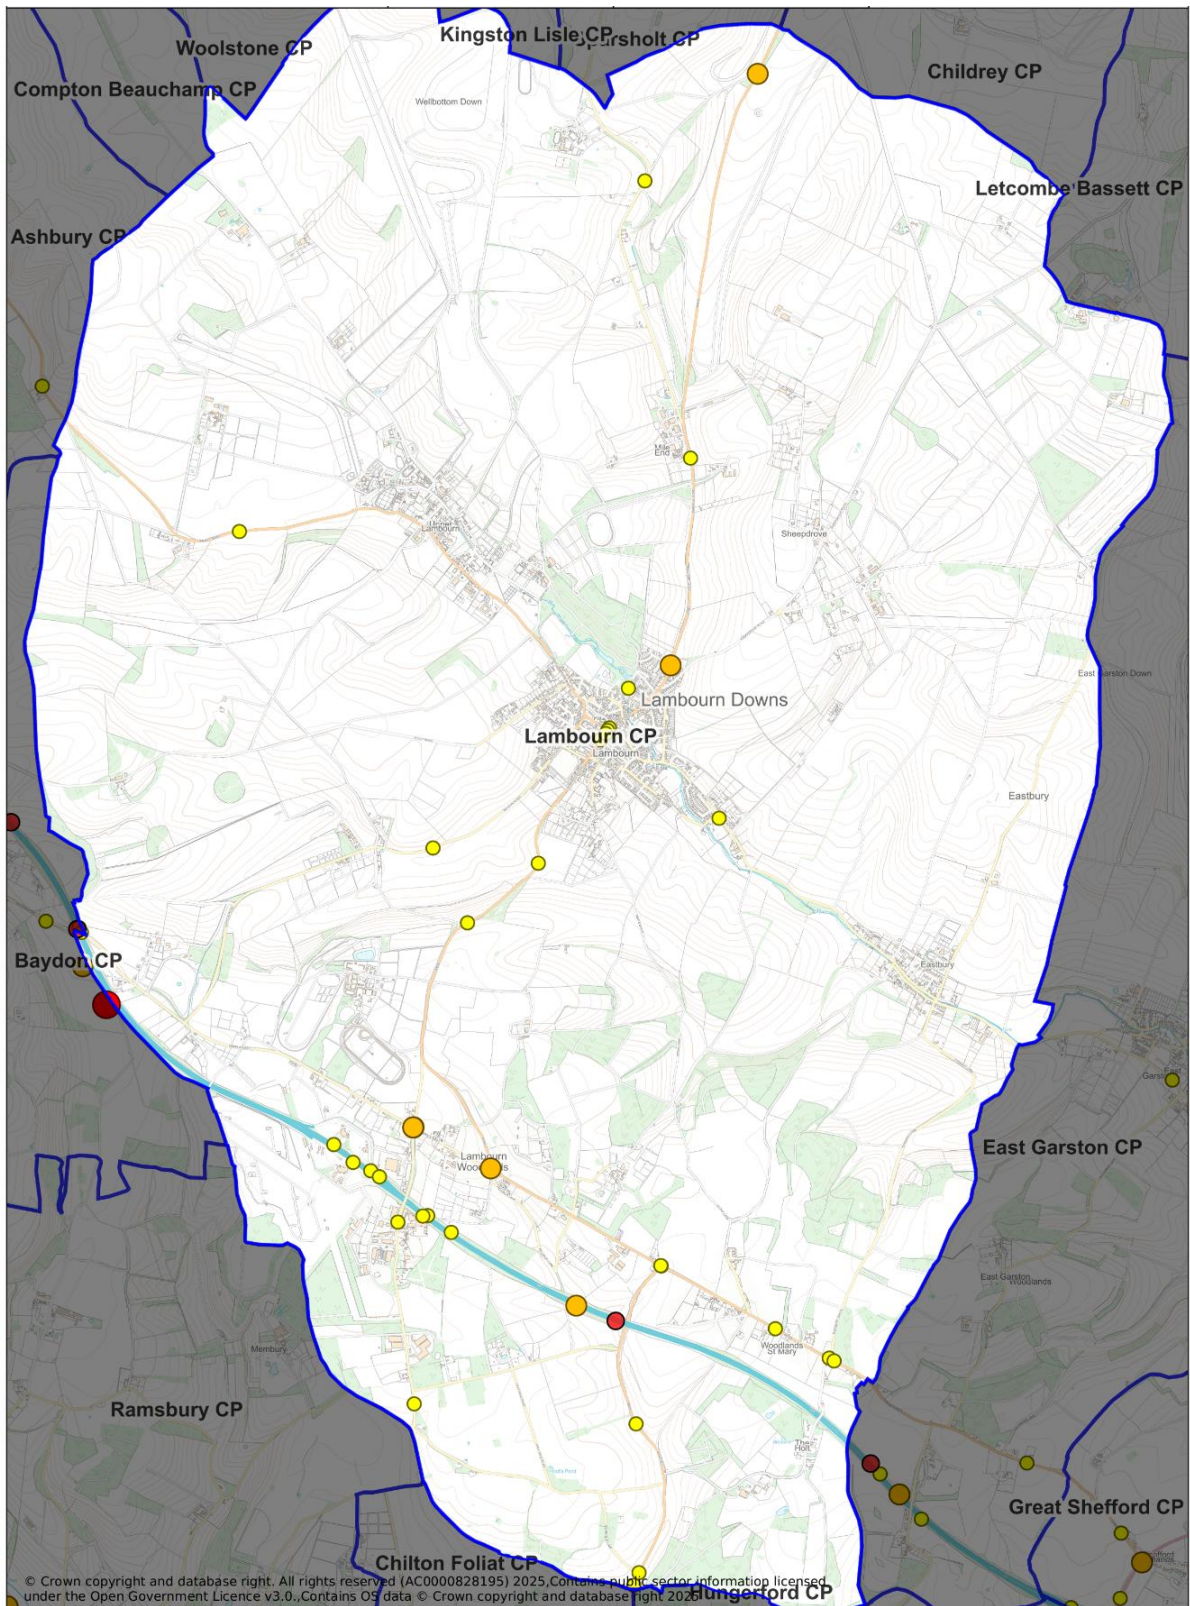 Kingston Lisle CP
Sparsholt CP
Woolstone CP
Childrey CP
Compton Beauchamp CP
Wellbottom Down
Letcombe Bassett CP
Ashbury CP
Mile
End
Upper
Lambourn
Sheepdrove
East Garston Down
Lambourn Downs
Lambourn CP
Lambourn
Eastbury
Baydon CP
Eastbury
East
Garston
East Garston CP
Lambourn
Woodlands
East Garston
Woodlands
Membury
Woodlands
St Mary
Ramsbury CP
The
Holt
Great Shefford CP
Chilton Foliat CP
Hungerford CP
© Crown copyright and database right. All rights reserved (AC0000828195) 2025,Contains public sector information licensed
under the Open Government Licence v3.0.,Contains OS data © Crown copyright and database right 2025